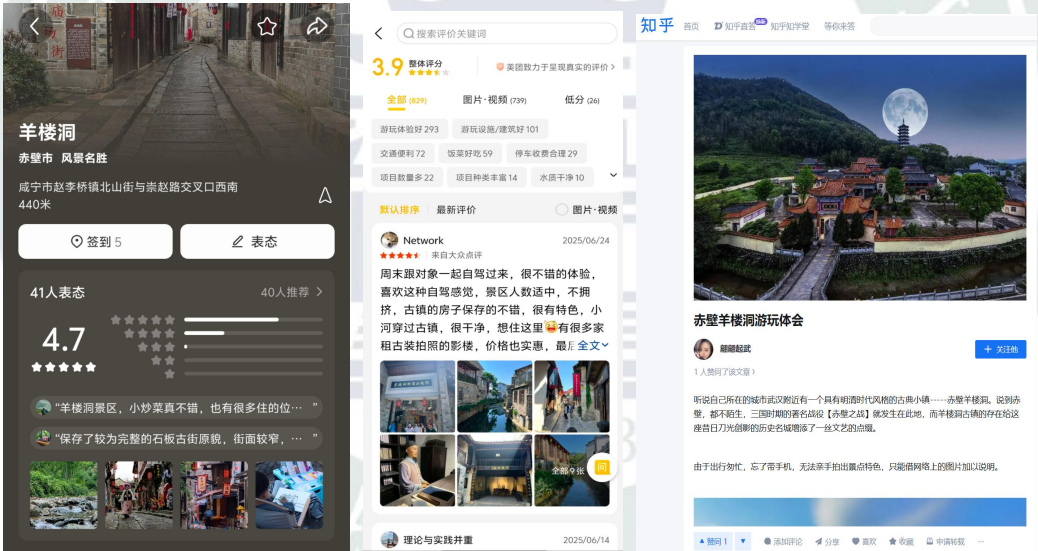 庙场街
羊楼洞
赤壁市 风景名胜
咸宁市赵李桥镇北山街与崇赵路交叉口西南
440米
签到 5
表态
41人表态
40人推荐
4.7
“羊楼洞景区，小炒菜真不错，也有很多住的位… ”
“保存了较为完整的石板古街原貌，街面较窄，… ”
搜索评价关键词
3.9 整体评分
美团致力于呈现真实的评价
全部 (829)
图片·视频 (739)
低分 (26)
游玩体验好 293
游玩设施/建筑好 101
交通便利 72
饭菜好吃 59
停车收费合理 29
项目数量多 22
项目种类丰富 14
水质干净 10
默认排序
最新评价
图片·视频
Network
2025/06/24
来自大众点评
周末跟对象一起自驾过来，很不错的体验，
喜欢这种自驾感觉，景区人数适中，不拥
挤，古镇的房子保存的不错，很有特色，小
河穿过古镇，很干净，想住这里😝有很多家
租古装拍照的影楼，价格也实惠，最后 全文
全部9张
问
理论与实践并重
2025/06/14
知乎
首页
知乎直答
知乎知学堂
等你来答
赤壁羊楼洞游玩体会
+ 关注他
1 人赞同了该文章
听说自己所在的城市武汉附近有一个具有明清时代风格的古典小镇-----赤壁羊楼洞。说到赤
壁，都不陌生，三国时期的著名战役【赤壁之战】就发生在此地，而羊楼洞古镇的存在给这
座昔日刀光剑影的历史名城增添了一丝文艺的点缀。
由于出行匆忙，忘了带手机，无法亲手拍出景点特色，只能借网络上的图片加以说明。
赞同 1
添加评论
分享
喜欢
收藏
申请转载